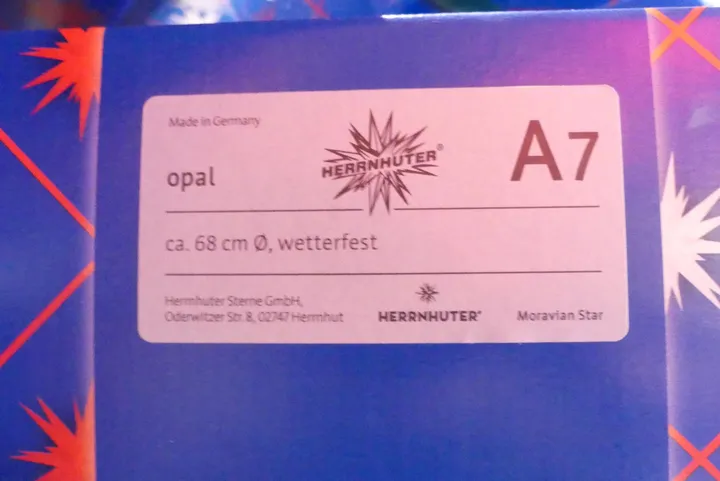 Made in Germany
HERRNHUTER®
A7
opal
ca. 68 cm Ø, wetterfest
Herrnhuter Sterne GmbH,
Oderwitzer Str. 8, 02747 Herrnhut
HERRNHUTER®
Moravian Star